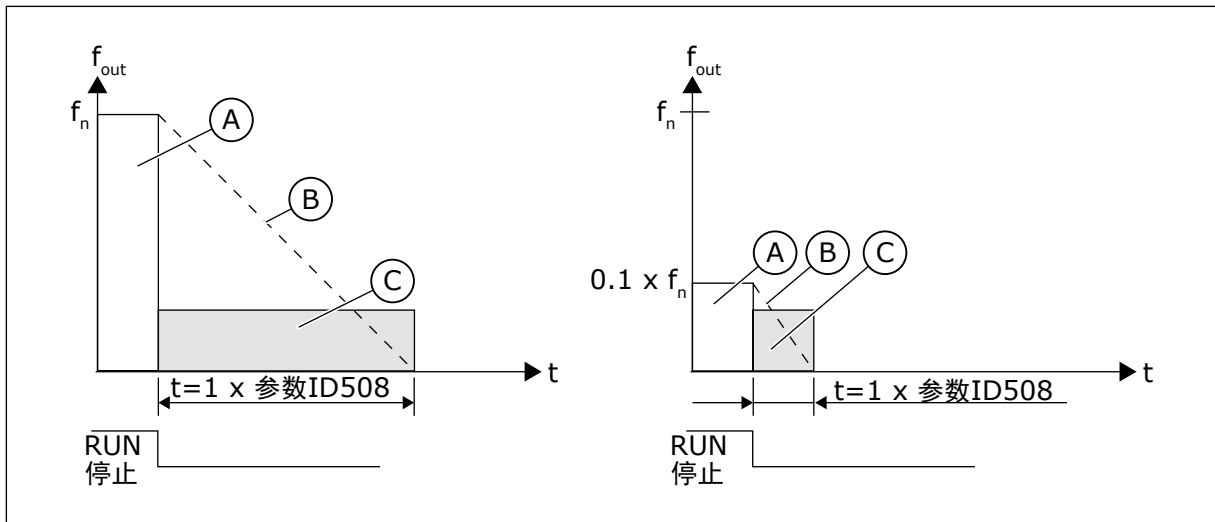 f_out
f_n
A
B
C
t
t=1 x 参数ID508
RUN
停止
f_out
f_n
A
B
C
0.1 x f_n
t
t=1 x 参数ID508
RUN
停止